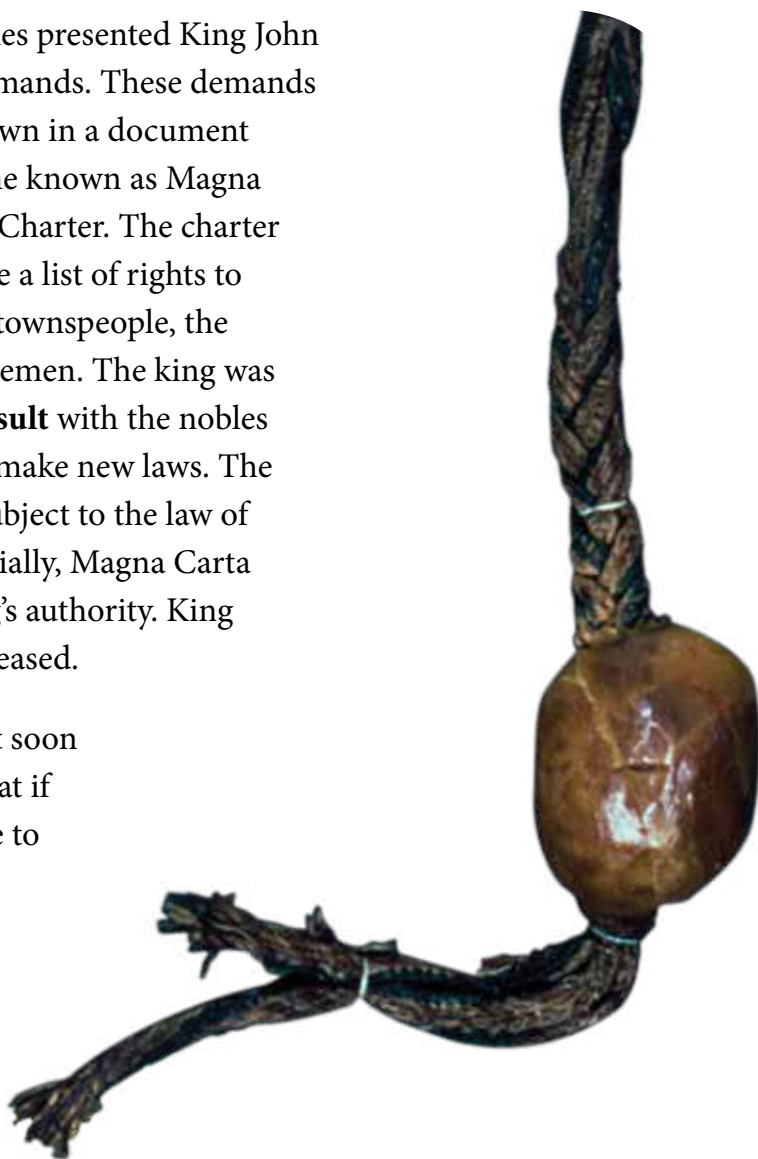 es presented King John
mands. These demands
wn in a document
e known as Magna
Charter. The charter
e a list of rights to
townspeople, the
emen. The king was
sult with the nobles
make new laws. The
ubject to the law of
ially, Magna Carta
’s authority. King
eased.
t soon
at if
e to